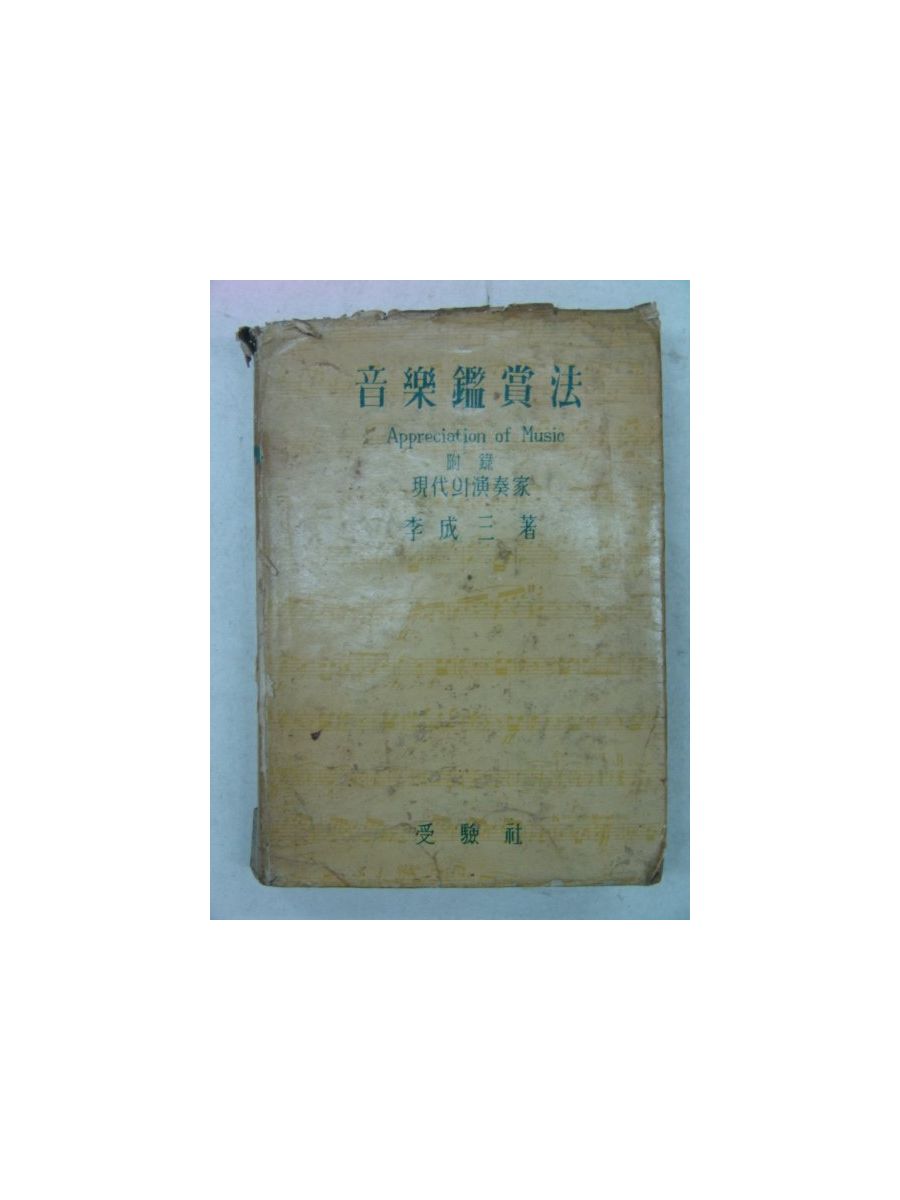 音樂鑑賞法
Appreciation of Music
附錄
現代의演奏家
李成三 著
受驗社